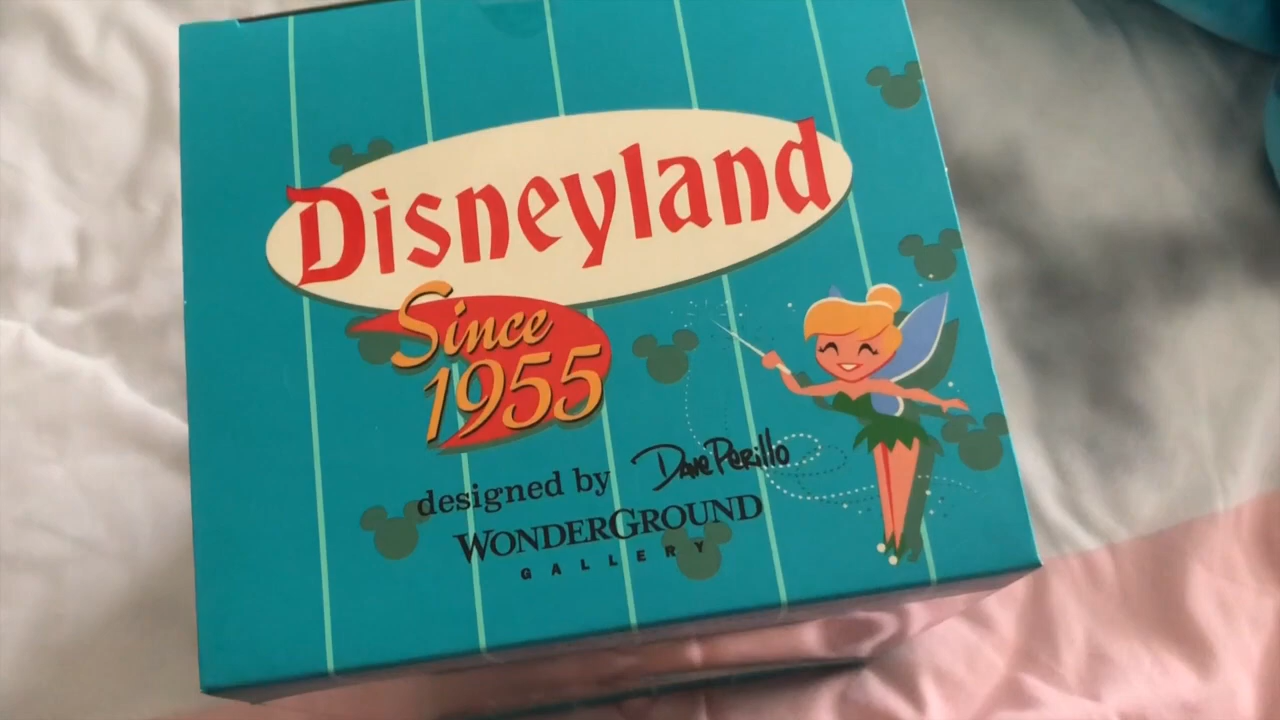 Disneyland
Since
1955
designed by Dave Perillo
WONDERGROUND
GALLERY